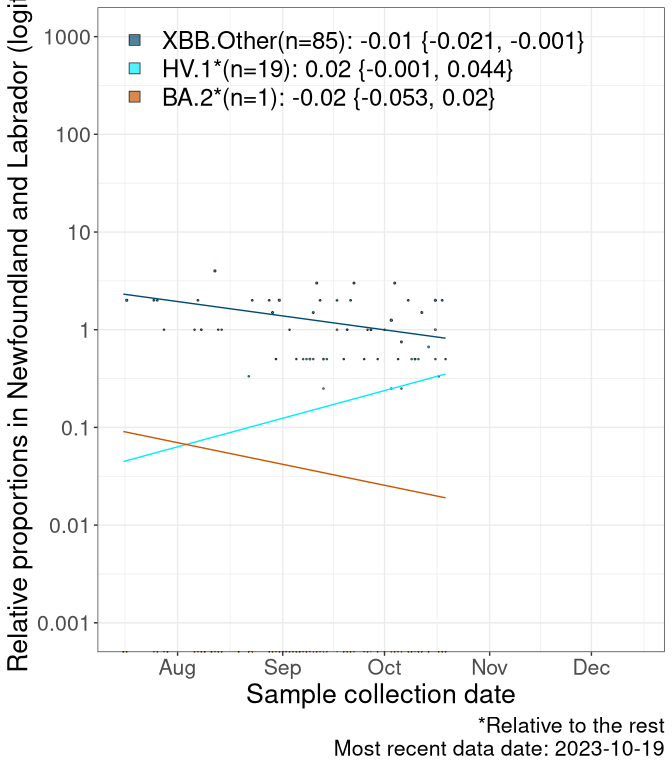 XBB.Other(n=85): -0.01 {-0.021, -0.001}
HV.1*(n=19): 0.02 {-0.001, 0.044}
BA.2*(n=1): -0.02 {-0.053, 0.02}
Relative proportions in Newfoundland and Labrador
1000
100
10
1
0.1
0.01
0.001
Aug Sep Oct Nov Dec
Sample collection date
*Relative to the rest
Most recent data date: 2023-10-19